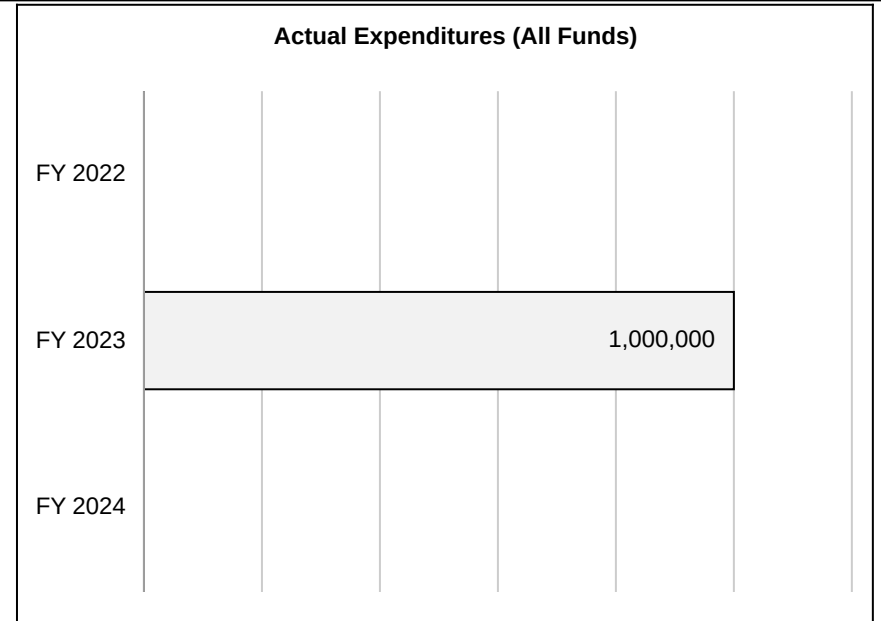 Actual Expenditures (All Funds)
FY 2022
FY 2023
1,000,000
FY 2024